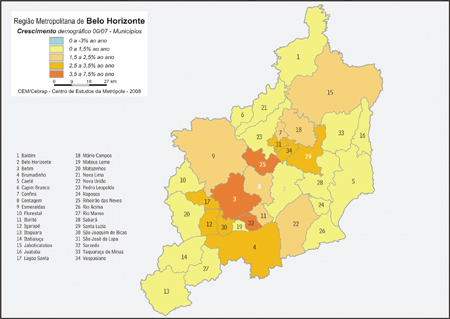 Região Metropolitana de Belo Horizonte
Crescimento demográfico 00/07 - Municípios
0 a -3% ao ano
0 a 1,5% ao ano
1,5 a 2,5% ao ano
2,5 a 3,5% ao ano
3,5 a 7,5% ao ano
0 9 18 27 km
CEM/Cebrap - Centro de Estudos da Metrópole - 2008
1 Baldim
2 Belo Horizonte
3 Betim
4 Brumadinho
5 Caeté
6 Capim Branco
7 Confins
8 Contagem
9 Esmeraldas
10 Florestal
11 Ibirité
12 Igarapé
13 Itaguara
14 Itatiaiuçu
15 Jaboticatubas
16 Juatuba
17 Lagoa Santa
18 Mário Campos
19 Mateus Leme
20 Matozinhos
21 Nova Lima
22 Nova União
23 Pedro Leopoldo
24 Raposos
25 Ribeirão das Neves
26 Rio Acima
27 Rio Manso
28 Sabará
29 Santa Luzia
30 São Joaquim de Bicas
31 São José da Lapa
32 Sarzedo
33 Taquaraçu de Minas
34 Vespasiano
1
15
21
6
7
18
33
16
23
31
34
29
9
25
10
8
28
5
17
3
24
12
30
19
32
11
22
26
4
14
27
13